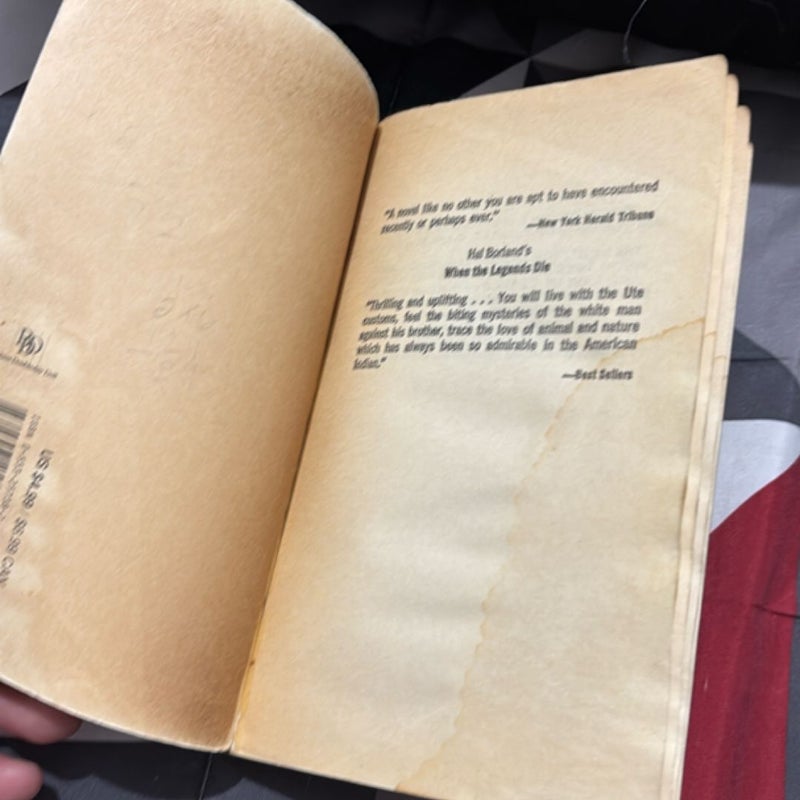 "A novel like no other you are apt to have encountered
recently or perhaps ever."
—New York Herald Tribune
Hal Borland's
When the Legends Die
"Thrilling and uplifting . . . You will live with the Ute
customs, feel the biting mysteries of the white man
against his brother, trace the love of animal and nature
which has always been so admirable in the American
Indian."
—Best Sellers
US $4.99